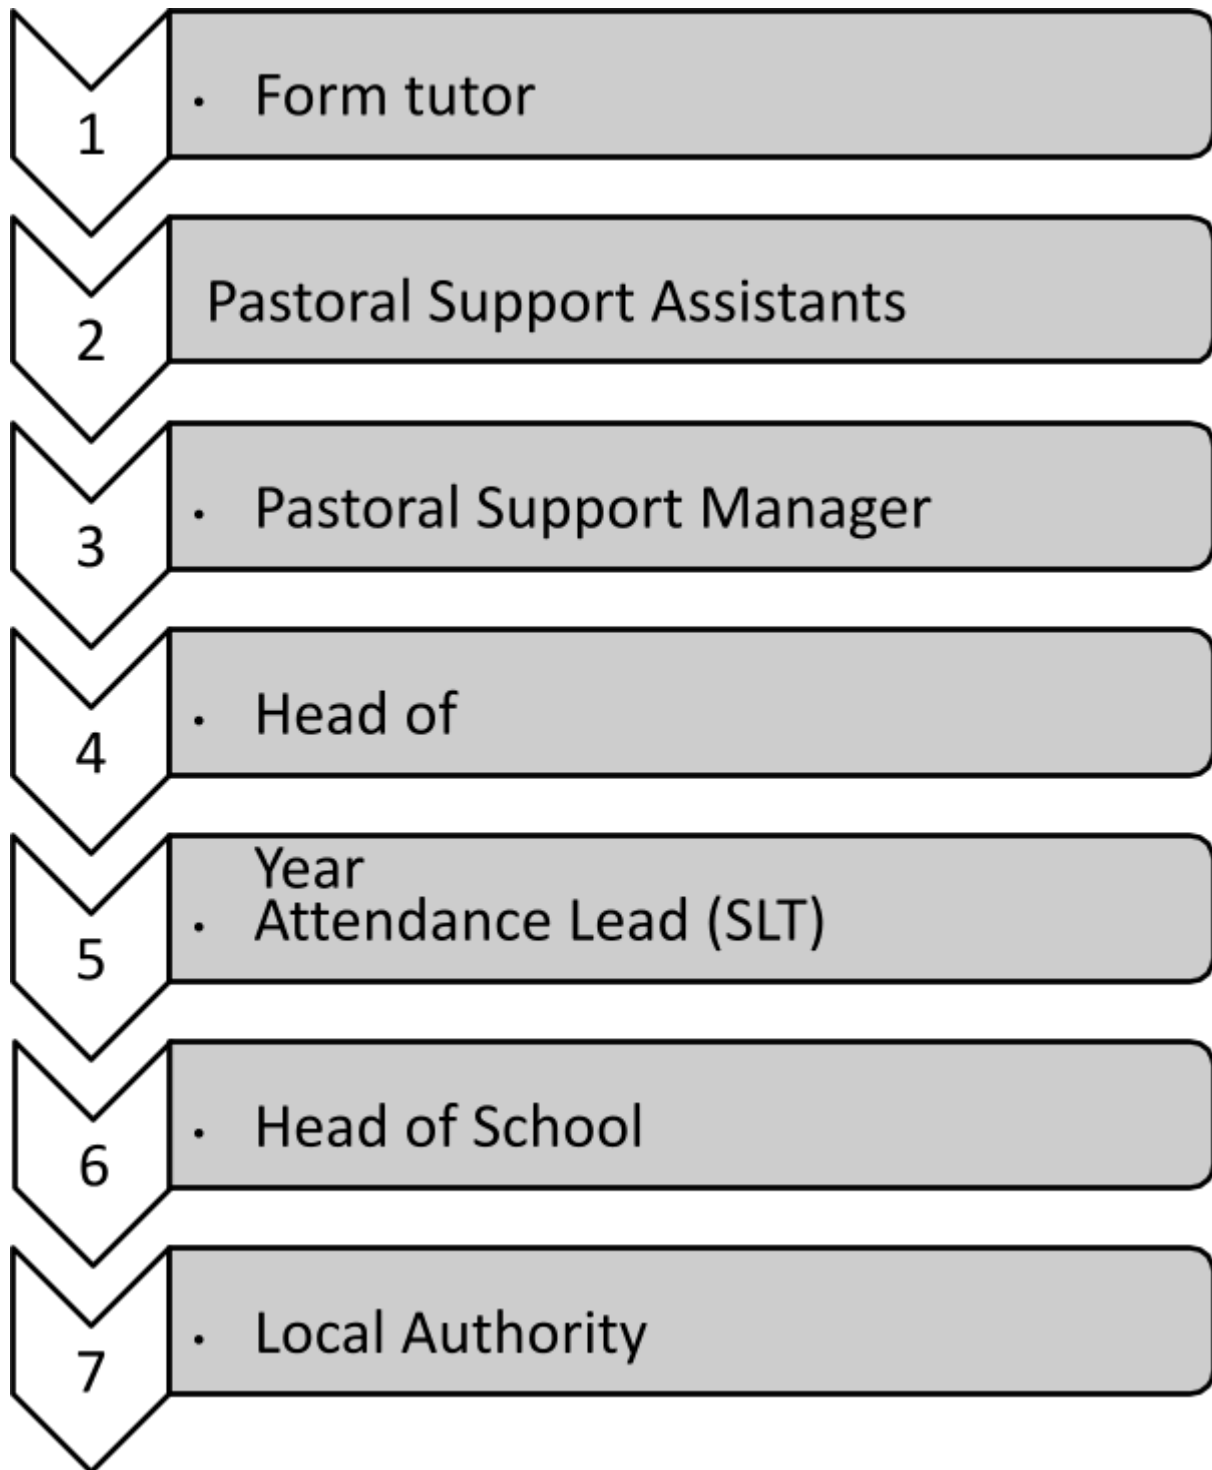 1
• Form tutor
2
Pastoral Support Assistants
3
• Pastoral Support Manager
4
• Head of
5
Year
• Attendance Lead (SLT)
6
• Head of School
7
• Local Authority